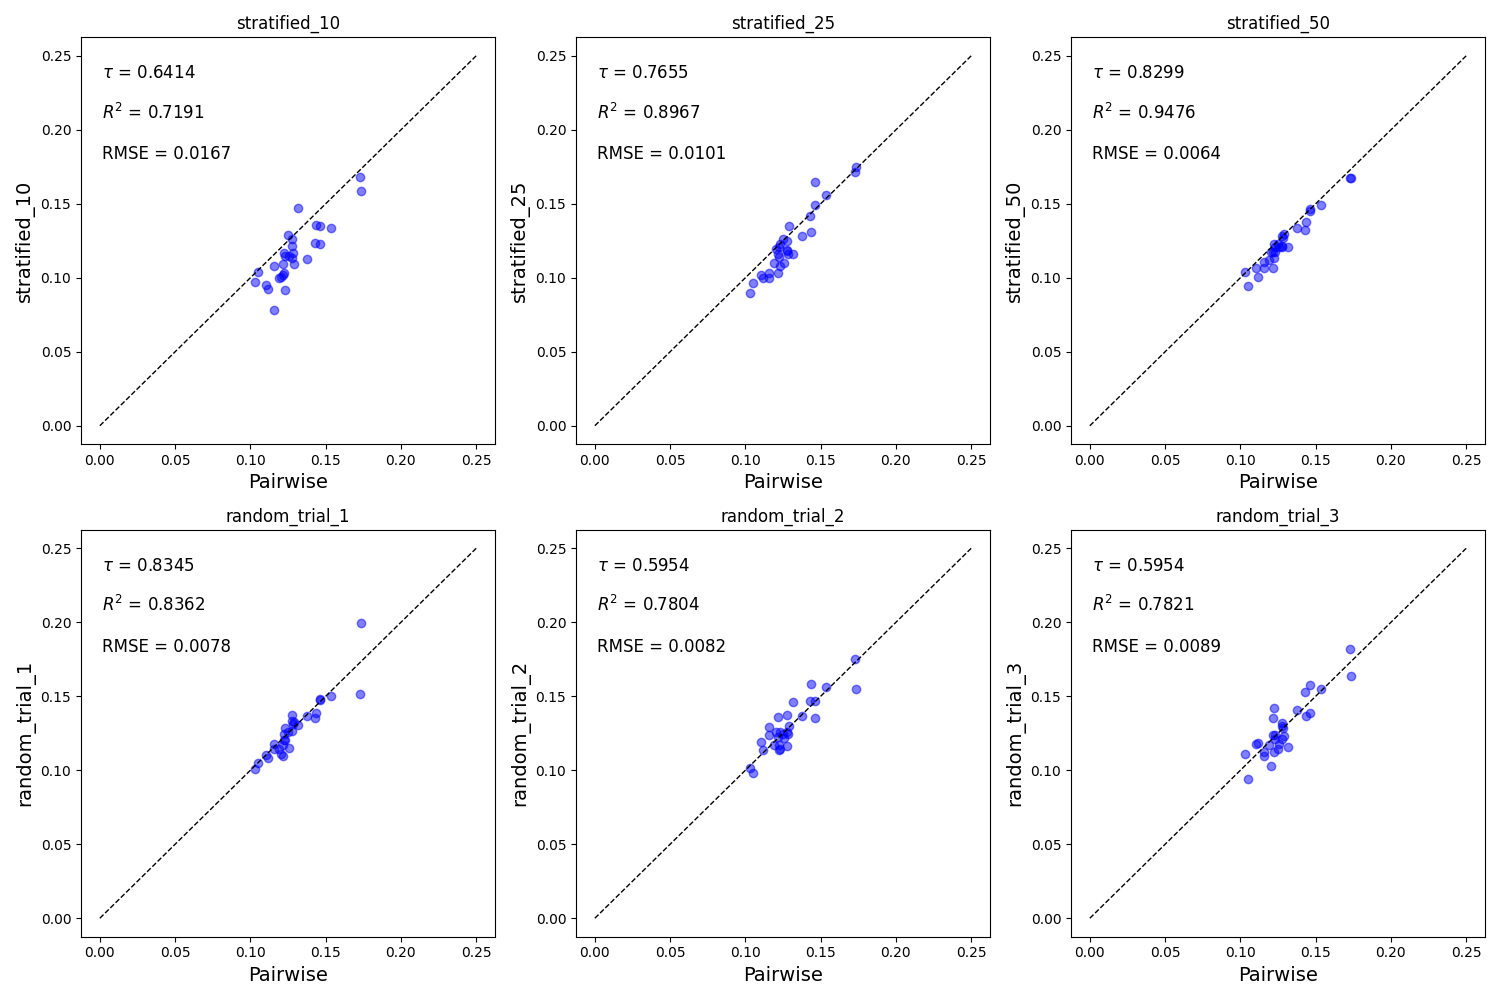 stratified_10
τ = 0.6414
R² = 0.7191
RMSE = 0.0167
0.25
0.20
0.15
0.10
0.05
0.00
stratified_10
0.00 0.05 0.10 0.15 0.20 0.25
Pairwise
stratified_25
τ = 0.7655
R² = 0.8967
RMSE = 0.0101
0.25
0.20
0.15
0.10
0.05
0.00
stratified_25
0.00 0.05 0.10 0.15 0.20 0.25
Pairwise
stratified_50
τ = 0.8299
R² = 0.9476
RMSE = 0.0064
0.25
0.20
0.15
0.10
0.05
0.00
stratified_50
0.00 0.05 0.10 0.15 0.20 0.25
Pairwise
random_trial_1
τ = 0.8345
R² = 0.8362
RMSE = 0.0078
0.25
0.20
0.15
0.10
0.05
0.00
random_trial_1
0.00 0.05 0.10 0.15 0.20 0.25
Pairwise
random_trial_2
τ = 0.5954
R² = 0.7804
RMSE = 0.0082
0.25
0.20
0.15
0.10
0.05
0.00
random_trial_2
0.00 0.05 0.10 0.15 0.20 0.25
Pairwise
random_trial_3
τ = 0.5954
R² = 0.7821
RMSE = 0.0089
0.25
0.20
0.15
0.10
0.05
0.00
random_trial_3
0.00 0.05 0.10 0.15 0.20 0.25
Pairwise